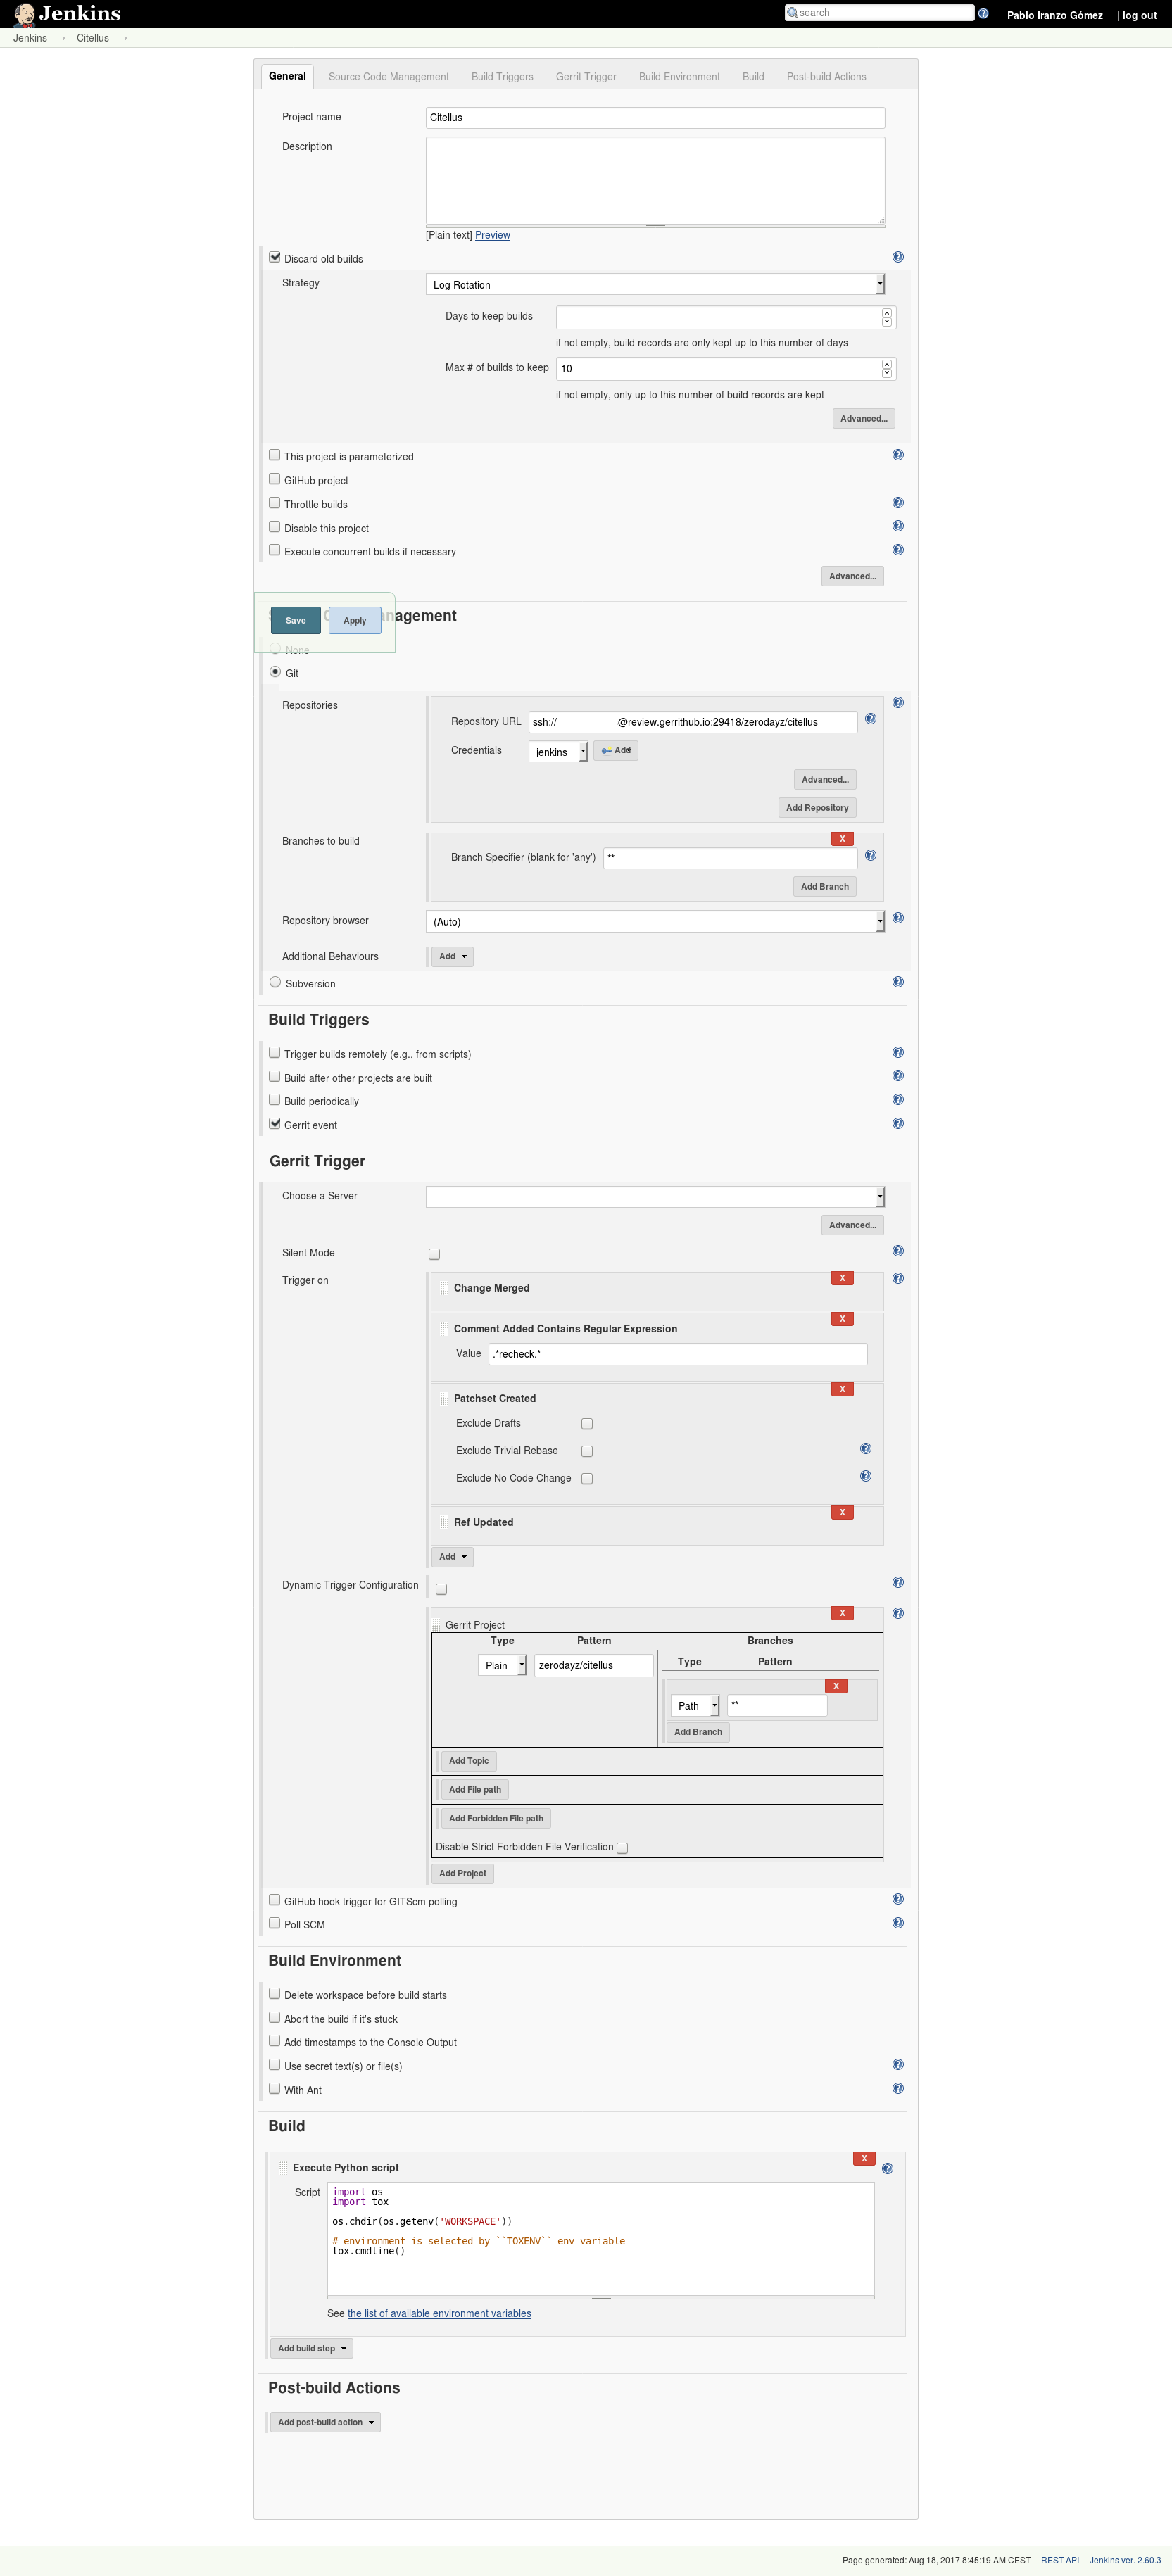 Jenkins
search
Pablo Iranzo Gómez
| log out
Jenkins
Citellus
General
Source Code Management
Build Triggers
Gerrit Trigger
Build Environment
Build
Post-build Actions
Project name
Citellus
Description
[Plain text] Preview
Discard old builds
Strategy
Log Rotation
Days to keep builds
if not empty, build records are only kept up to this number of days
Max # of builds to keep
10
if not empty, only up to this number of build records are kept
Advanced...
This project is parameterized
GitHub project
Throttle builds
Disable this project
Execute concurrent builds if necessary
Advanced...
Management
Save
Apply
None
Git
Repositories
Repository URL
ssh:// @review.gerrithub.io:29418/zerodayz/citellus
Credentials
jenkins
Add
Advanced...
Add Repository
Branches to build
X
Branch Specifier (blank for 'any')
**
Add Branch
Repository browser
(Auto)
Additional Behaviours
Add
Subversion
Build Triggers
Trigger builds remotely (e.g., from scripts)
Build after other projects are built
Build periodically
Gerrit event
Gerrit Trigger
Choose a Server
Advanced...
Silent Mode
Trigger on
X
Change Merged
X
Comment Added Contains Regular Expression
Value
.*recheck.*
X
Patchset Created
Exclude Drafts
Exclude Trivial Rebase
Exclude No Code Change
X
Ref Updated
Add
Dynamic Trigger Configuration
X
Gerrit Project
Type
Pattern
Branches
Plain
zerodayz/citellus
Type
Pattern
X
Path
**
Add Branch
Add Topic
Add File path
Add Forbidden File path
Disable Strict Forbidden File Verification
Add Project
GitHub hook trigger for GITScm polling
Poll SCM
Build Environment
Delete workspace before build starts
Abort the build if it's stuck
Add timestamps to the Console Output
Use secret text(s) or file(s)
With Ant
Build
X
Execute Python script
Script
import os
import tox
os.chdir(os.getenv('WORKSPACE'))
# environment is selected by ``TOXENV`` env variable
tox.cmdline()
See the list of available environment variables
Add build step
Post-build Actions
Add post-build action
Page generated: Aug 18, 2017 8:45:19 AM CEST
REST API
Jenkins ver. 2.60.3